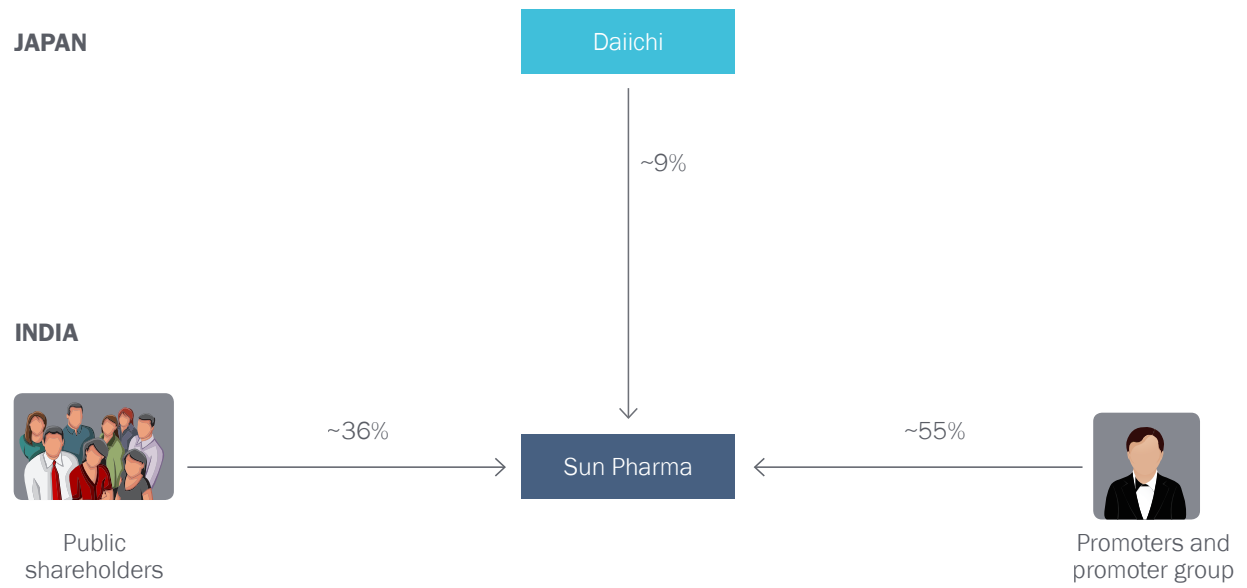 JAPAN
Daiichi
~9%
INDIA
~36%
~55%
Sun Pharma
Public
shareholders
Promoters and
promoter group